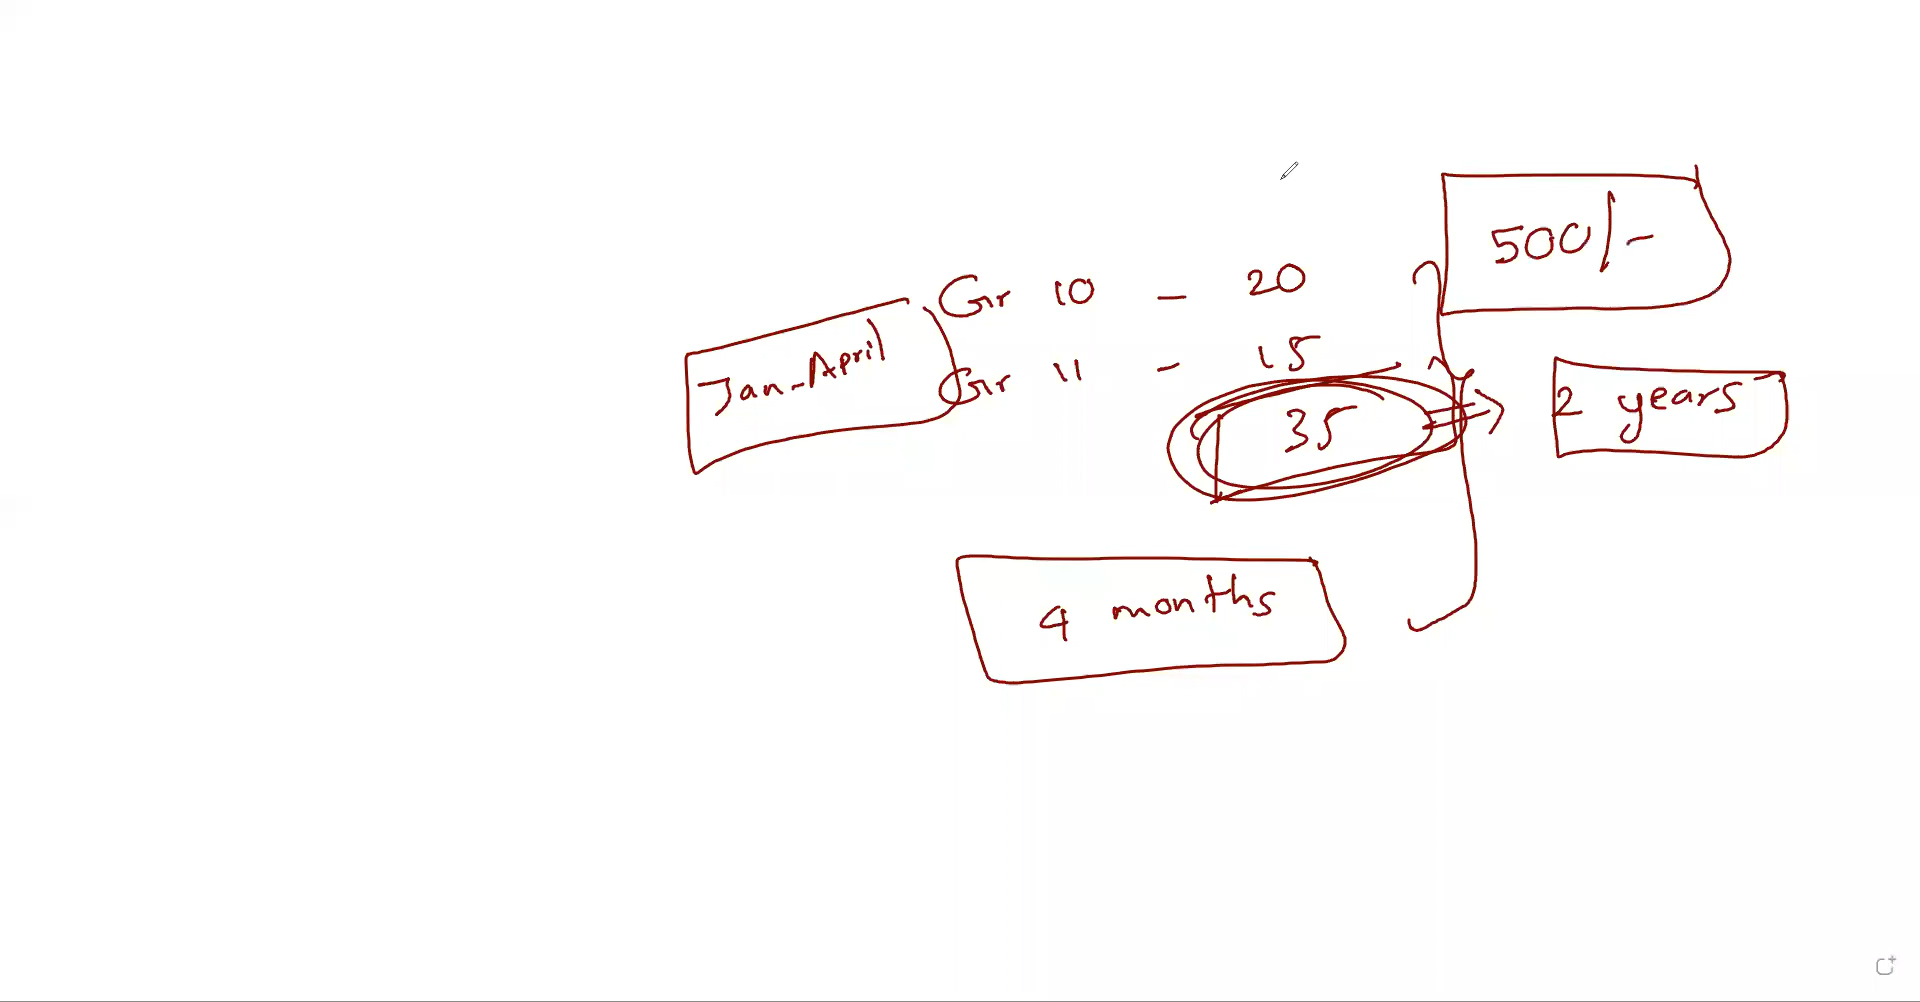 500/-
Gr 10 - 20
Jan-April
Gr 11 - 15
35
2 years
4 months